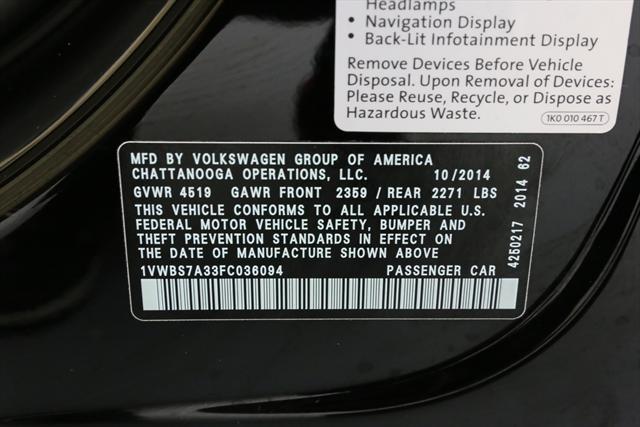 Headlamps
• Navigation Display
• Back-Lit Infotainment Display
Remove Devices Before Vehicle
Disposal. Upon Removal of Devices:
Please Reuse, Recycle, or Dispose as
Hazardous Waste.
1K0 010 467 T
MFD BY VOLKSWAGEN GROUP OF AMERICA
CHATTANOOGA OPERATIONS, LLC. 10/2014
GVWR 4519 GAWR FRONT 2359 / REAR 2271 LBS
THIS VEHICLE CONFORMS TO ALL APPLICABLE U.S.
FEDERAL MOTOR VEHICLE SAFETY, BUMPER AND
THEFT PREVENTION STANDARDS IN EFFECT ON
THE DATE OF MANUFACTURE SHOWN ABOVE
1VWBS7A33FC036094 PASSENGER CAR
4250217 2014 62